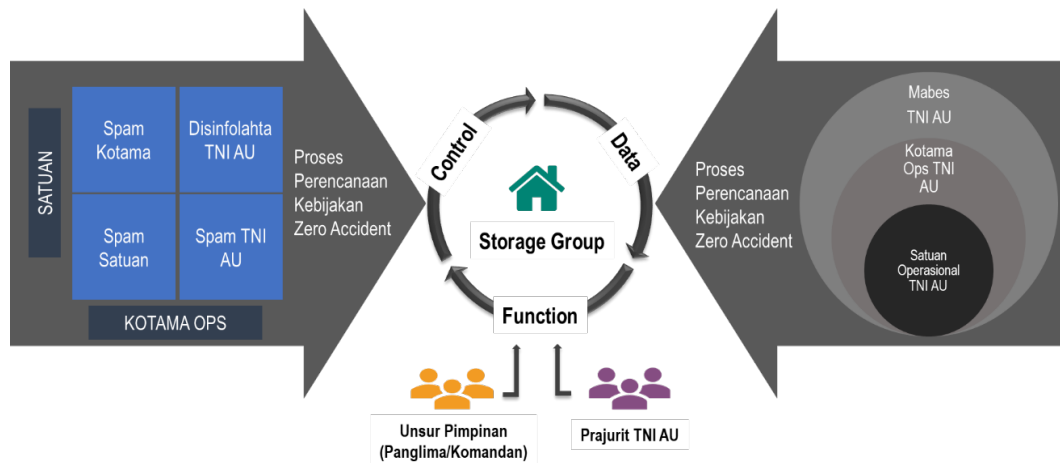 SATUAN
Spam
Kotama
Disinfolahta
TNI AU
Spam
Satuan
Spam TNI
AU
KOTAMA OPS
Proses
Perencanaan
Kebijakan
Zero Accident
Control
Data
Storage Group
Function
Unsur Pimpinan
(Panglima/Komandan)
Prajurit TNI AU
Proses
Perencanaan
Kebijakan
Zero Accident
Mabes
TNI AU
Kotama
Ops TNI
AU
Satuan
Operasional
TNI AU